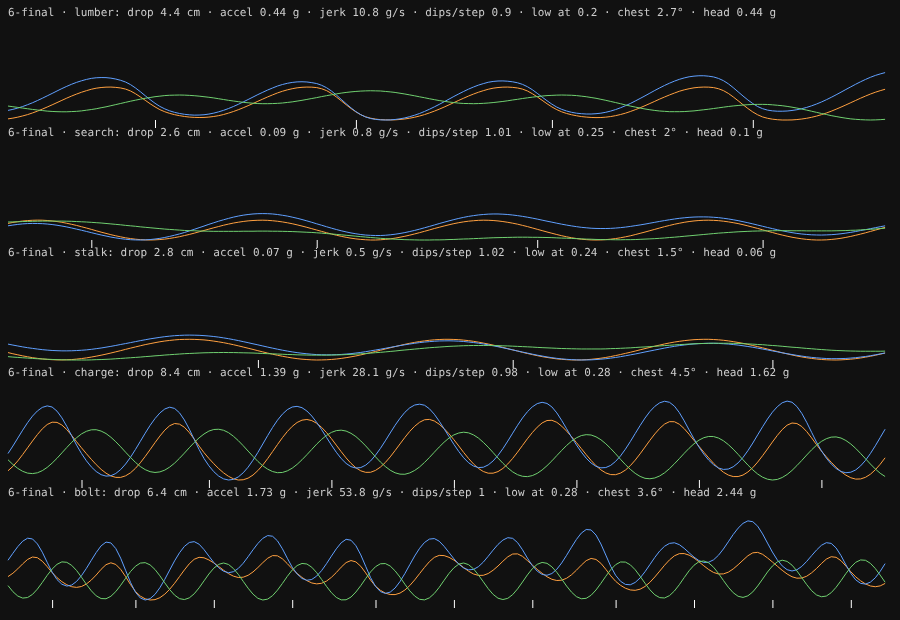 6-final · lumber: drop 4.4 cm · accel 0.44 g · jerk 10.8 g/s · dips/step 0.9 · low at 0.2 · chest 2.7° · head 0.44 g
6-final · search: drop 2.6 cm · accel 0.09 g · jerk 0.8 g/s · dips/step 1.01 · low at 0.25 · chest 2° · head 0.1 g
6-final · stalk: drop 2.8 cm · accel 0.07 g · jerk 0.5 g/s · dips/step 1.02 · low at 0.24 · chest 1.5° · head 0.06 g
6-final · charge: drop 8.4 cm · accel 1.39 g · jerk 28.1 g/s · dips/step 0.98 · low at 0.28 · chest 4.5° · head 1.62 g
6-final · bolt: drop 6.4 cm · accel 1.73 g · jerk 53.8 g/s · dips/step 1 · low at 0.28 · chest 3.6° · head 2.44 g